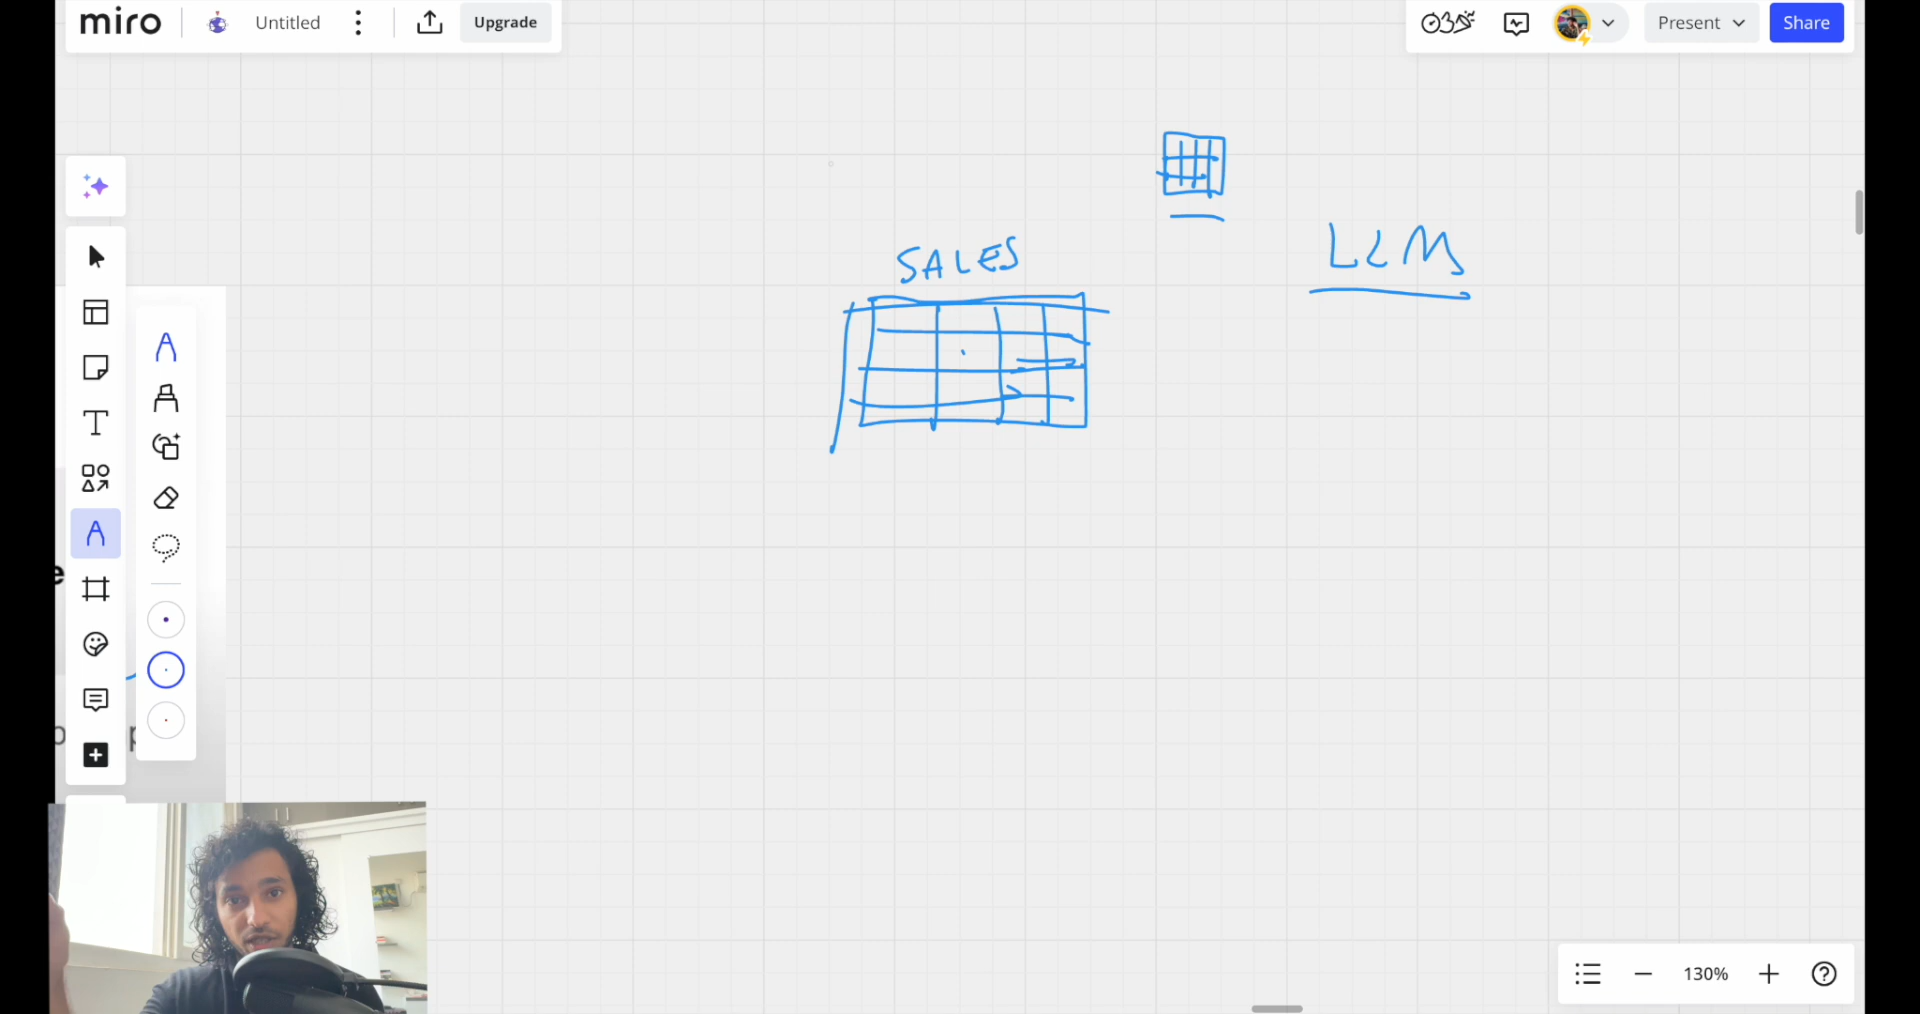 miro
Untitled
Upgrade
Present
Share
SALES
LLM
130%